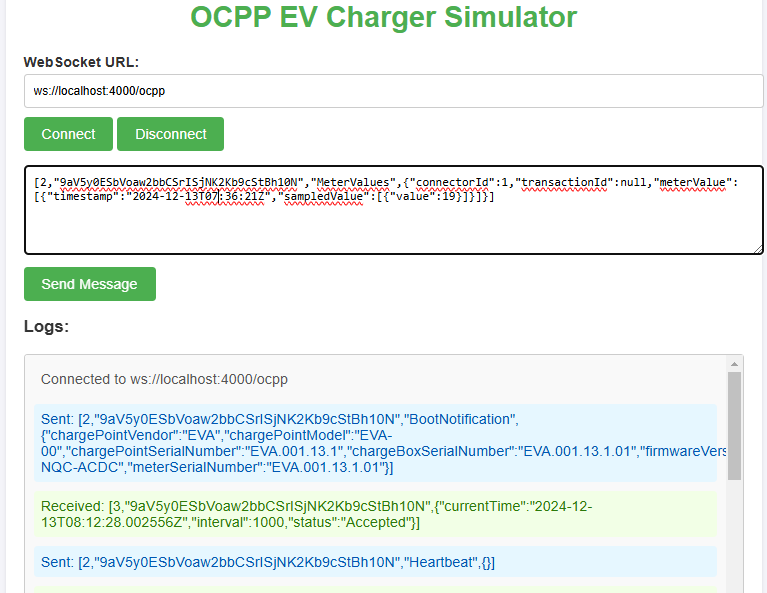 OCPP EV Charger Simulator
WebSocket URL:
ws://localhost:4000/ocpp
Connect
Disconnect
[2,"9aV5y0ESbVoaw2bbCSrISjNK2Kb9cStBh10N","MeterValues",{"connectorId":1,"transactionId":null,"meterValue":
[{"timestamp":"2024-12-13T07:36:21Z","sampledValue":[{"value":19}]}]}]
Send Message
Logs:
Connected to ws://localhost:4000/ocpp
Sent: [2,"9aV5y0ESbVoaw2bbCSrISjNK2Kb9cStBh10N","BootNotification",
{"chargePointVendor":"EVA","chargePointModel":"EVA-
00","chargePointSerialNumber":"EVA.001.13.1","chargeBoxSerialNumber":"EVA.001.13.1.01","firmwareVers
NQC-ACDC","meterSerialNumber":"EVA.001.13.1.01"}]
Received: [3,"9aV5y0ESbVoaw2bbCSrISjNK2Kb9cStBh10N",{"currentTime":"2024-12-
13T08:12:28.002556Z","interval":1000,"status":"Accepted"}]
Sent: [2,"9aV5y0ESbVoaw2bbCSrISjNK2Kb9cStBh10N","Heartbeat",{}]